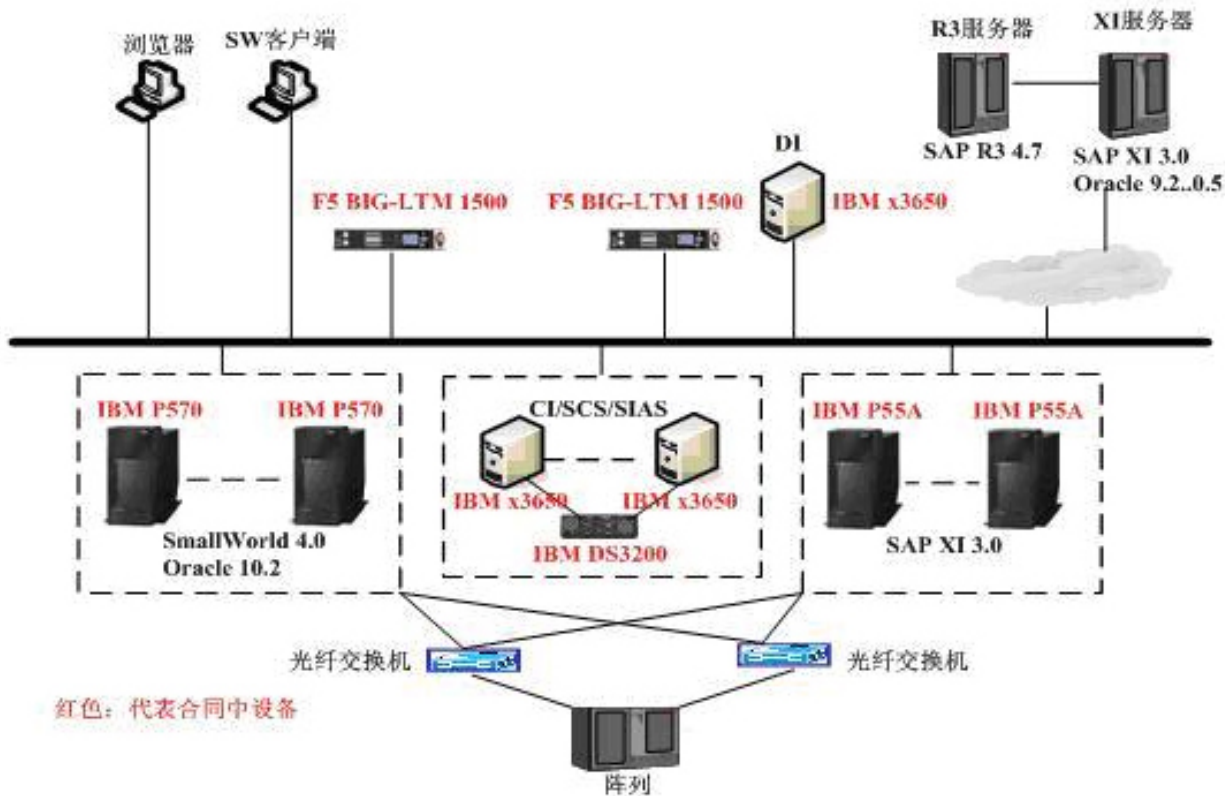 浏览器
SW客户端
R3服务器
XI服务器
SAP R3 4.7
SAP XI 3.0
Oracle 9.2..0.5
DI
F5 BIG-LTM 1500
F5 BIG-LTM 1500
IBM x3650
IBM P570
IBM P570
SmallWorld 4.0
Oracle 10.2
CI/SCS/SIAS
IBM x3650
IBM x3650
IBM DS3200
IBM P55A
IBM P55A
SAP XI 3.0
光纤交换机
光纤交换机
红色：代表合同中设备
阵列